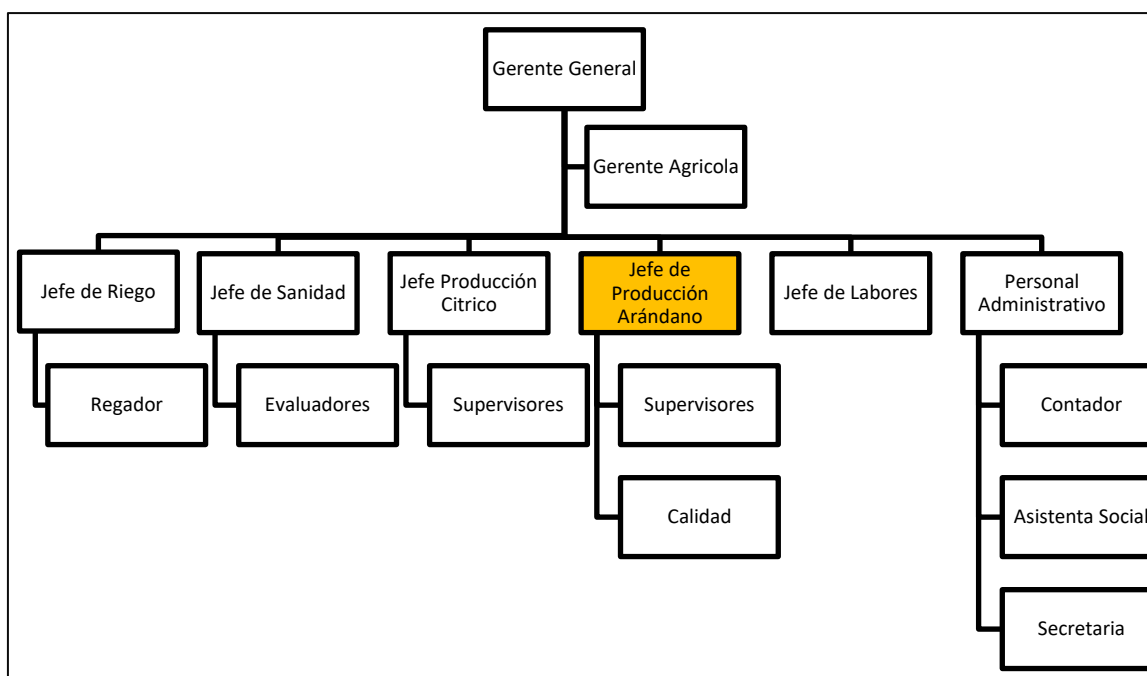 Gerente General
Gerente Agricola
Jefe de Riego
Jefe de Sanidad
Jefe Producción
Citrico
Jefe de
Producción
Arándano
Jefe de Labores
Personal
Administrativo
Regador
Evaluadores
Supervisores
Supervisores
Contador
Calidad
Asistenta Social
Secretaria